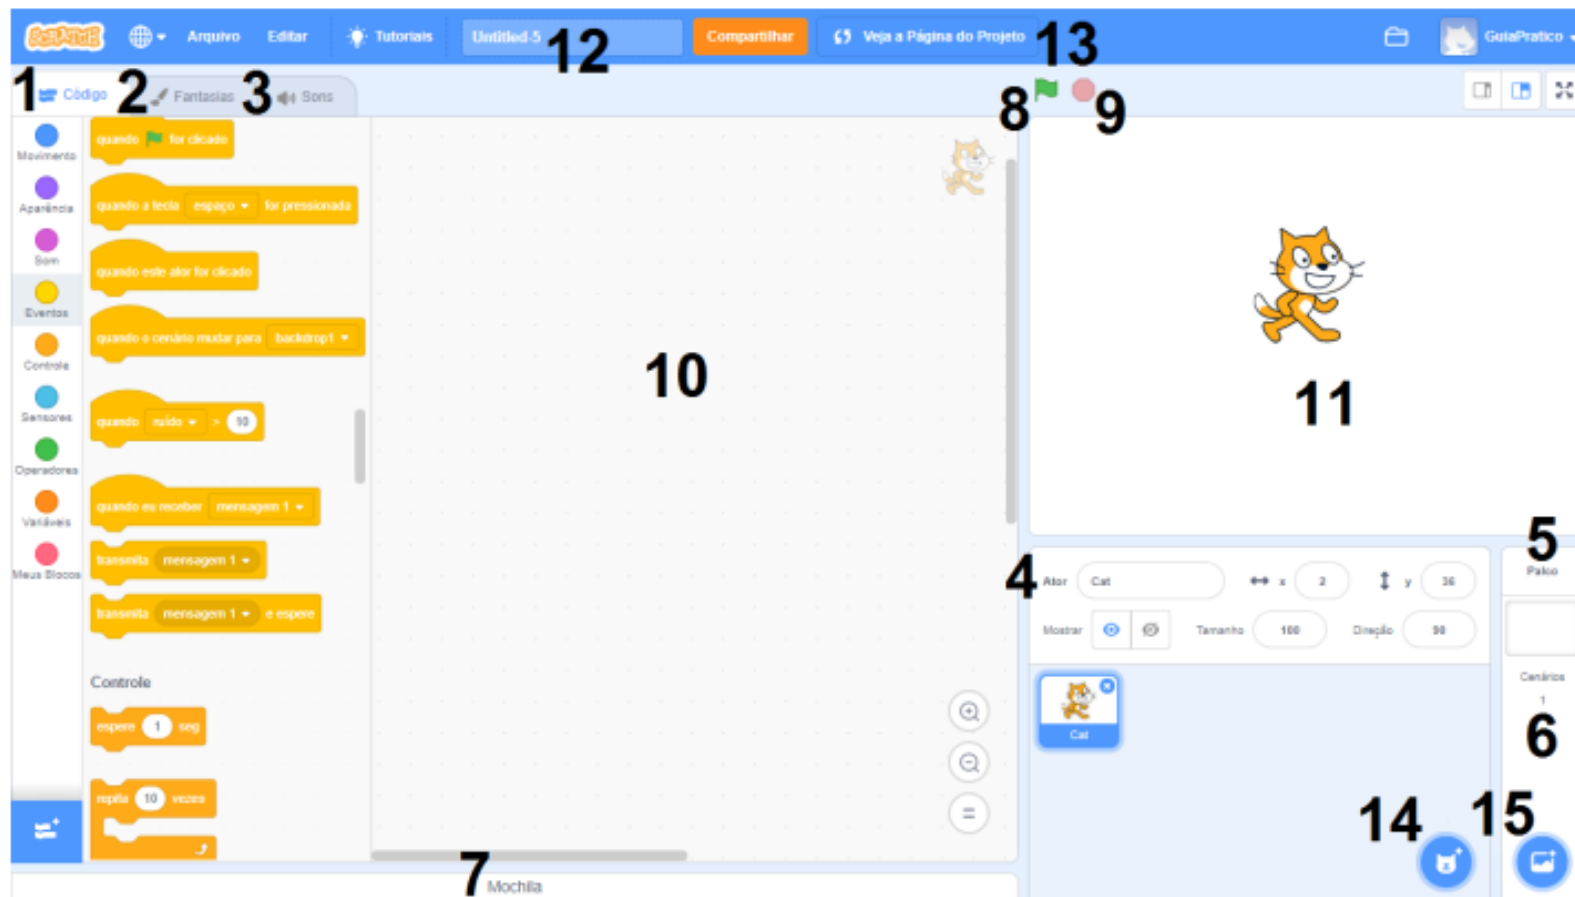 SCRATCH Arquivo Editar Tutoriais Untitled-5 12 Compartilhar Veja a Página do Projeto 13 GuiaPratico
1 Código 2 Fantasias 3 Sons 8 9
Movimento
Aparência
Som
Eventos
Controle
Sensores
Operadores
Variáveis
Meus Blocos
quando for clicado
quando a tecla espaço for pressionada
quando este ator for clicado
quando o cenário mudar para backdrop1
quando ruído > 10
quando eu receber mensagem 1
transmita mensagem 1
transmita mensagem 1 e espere
Controle
espere 1 seg
repita 10 vezes
10
=
7 Mochila
11
4 Ator Cat x 2 y 36
Mostrar Tamanho 100 Direção 90
Cat
5
Palco
Cenários
1
6
14 15